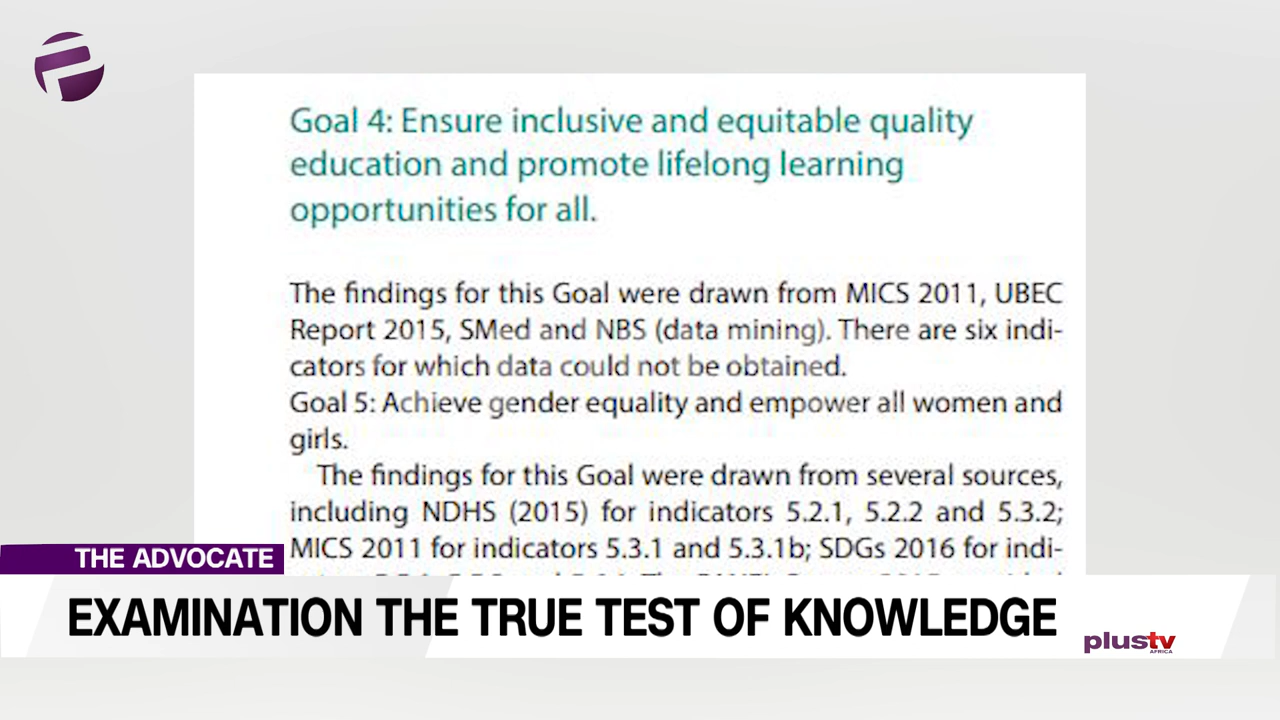 Goal 4: Ensure inclusive and equitable quality
education and promote lifelong learning
opportunities for all.
The findings for this Goal were drawn from MICS 2011, UBEC
Report 2015, SMed and NBS (data mining). There are six indi-
cators for which data could not be obtained.
Goal 5: Achieve gender equality and empower all women and
girls.
The findings for this Goal were drawn from several sources,
including NDHS (2015) for indicators 5.2.1, 5.2.2 and 5.3.2;
MICS 2011 for indicators 5.3.1 and 5.3.1b; SDGs 2016 for indi-
THE ADVOCATE
EXAMINATION THE TRUE TEST OF KNOWLEDGE
plustv
AFRICA